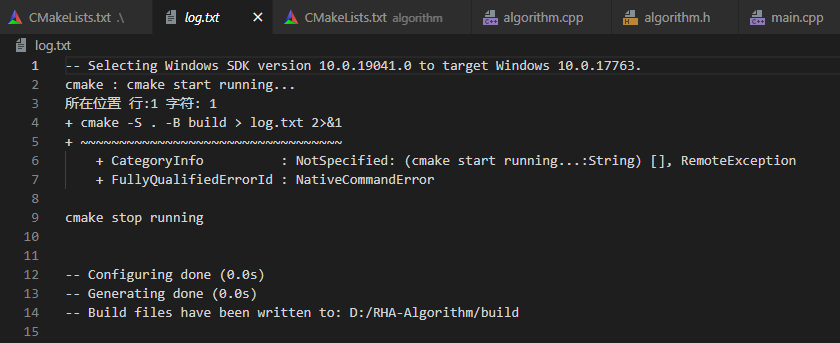 CMakeLists.txt .\ log.txt CMakeLists.txt algorithm algorithm.cpp algorithm.h main.cpp
log.txt
1 -- Selecting Windows SDK version 10.0.19041.0 to target Windows 10.0.17763.
2 cmake : cmake start running...
3 所在位置 行:1 字符: 1
4 + cmake -S . -B build > log.txt 2>&1
5 + ~~~~~~~~~~~~~~~~~~~~~~~~~~~~~~~~~~
6 + CategoryInfo : NotSpecified: (cmake start running...:String) [], RemoteException
7 + FullyQualifiedErrorId : NativeCommandError
8
9 cmake stop running
10
11
12 -- Configuring done (0.0s)
13 -- Generating done (0.0s)
14 -- Build files have been written to: D:/RHA-Algorithm/build
15